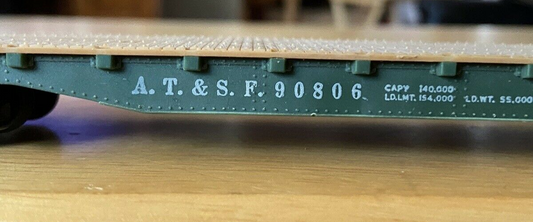 A. T. & S. F. 90806
CAPY 140,000
LD.LMT. 154,000 LD.WT. 55,000